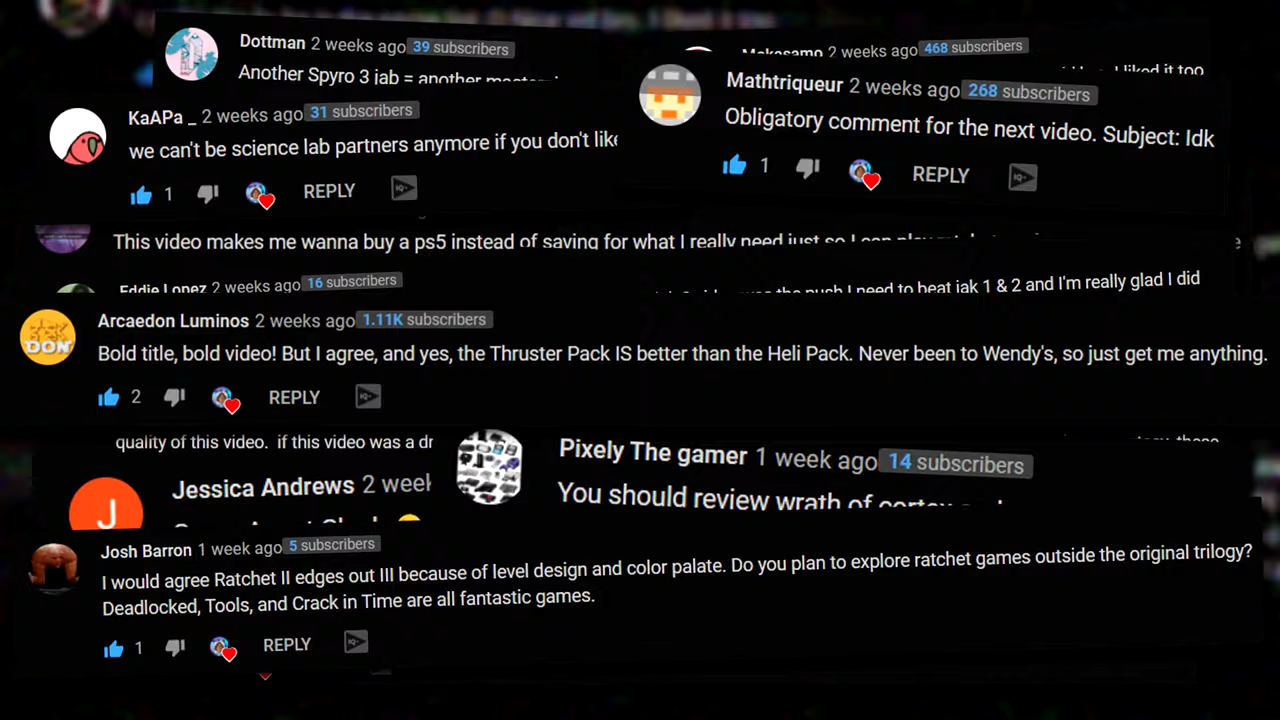 Dottman 2 weeks ago 39 subscribers
Another Spyro 3 jab = another
Mokasamo 2 weeks ago 468 subscribers
I liked it too
KaAPa _ 2 weeks ago 31 subscribers
we can't be science lab partners anymore if you don't like
1 REPLY IQ+
Mathtriqueur 2 weeks ago 268 subscribers
Obligatory comment for the next video. Subject: Idk
1 REPLY IQ+
This video makes me wanna buy a ps5 instead of saving for what I really need just so I can play
Eddie Lopez 2 weeks ago 16 subscribers
was the push I need to beat jak 1 & 2 and I'm really glad I did
Arcaedon Luminos 2 weeks ago 1.11K subscribers
DON
Bold title, bold video! But I agree, and yes, the Thruster Pack IS better than the Heli Pack. Never been to Wendy's, so just get me anything.
2 REPLY IQ+
quality of this video. if this video was a dr
Pixely The gamer 1 week ago 14 subscribers
You should review wrath of cortex
J
Jessica Andrews 2 week
Josh Barron 1 week ago 5 subscribers
I would agree Ratchet II edges out III because of level design and color palate. Do you plan to explore ratchet games outside the original trilogy?
Deadlocked, Tools, and Crack in Time are all fantastic games.
1 REPLY IQ+